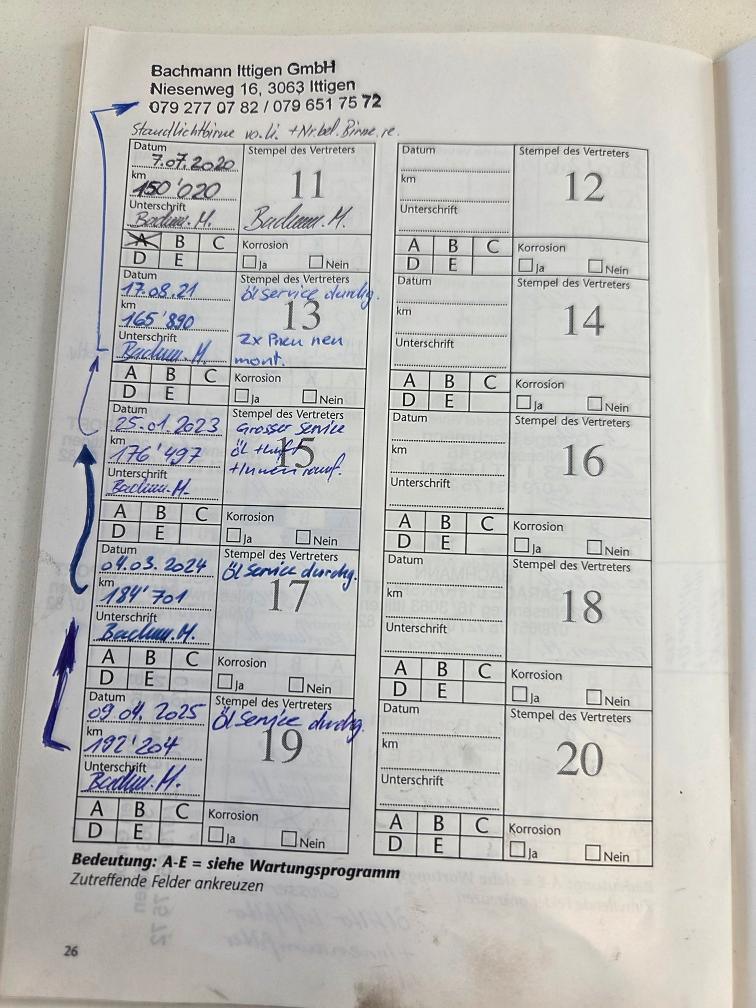 Bachmann Ittigen GmbH
Niesenweg 16, 3063 Ittigen
079 277 07 82 / 079 651 75 72
Standlichtbirne vo.li. + Nr.bel. Birne re.
Datum
7.07.2020
km
150'020
Unterschrift
Bachm. M.
Stempel des Vertreters
11
Bachm. M.
A B C
D E
Korrosion
Ja Nein
Datum
km
Unterschrift
Stempel des Vertreters
12
A B C
D E
Korrosion
Ja Nein
Datum
17.08.21
km
165'890
Unterschrift
Bachm. M.
Stempel des Vertreters
öl service durchg.
13
2x Pneu neu
mont.
A B C
D E
Korrosion
Ja Nein
Datum
km
Unterschrift
Stempel des Vertreters
14
A B C
D E
Korrosion
Ja Nein
Datum
25.01.2023
km
176'497
Unterschrift
Bachm. M.
Stempel des Vertreters
Grosser Service
öl + Luft
15
+ Innenraumf.
A B C
D E
Korrosion
Ja Nein
Datum
km
Unterschrift
Stempel des Vertreters
16
A B C
D E
Korrosion
Ja Nein
Datum
04.03.2024
km
184'701
Unterschrift
Bachm. M.
Stempel des Vertreters
Öl Service durchg.
17
A B C
D E
Korrosion
Ja Nein
Datum
km
Unterschrift
Stempel des Vertreters
18
A B C
D E
Korrosion
Ja Nein
Datum
09.04.2025
km
192'204
Unterschrift
Bachm. M.
Stempel des Vertreters
Öl Service durchg.
19
A B C
D E
Korrosion
Ja Nein
Datum
km
Unterschrift
Stempel des Vertreters
20
A B C
D E
Korrosion
Ja Nein
Bedeutung: A-E = siehe Wartungsprogramm
Zutreffende Felder ankreuzen
26